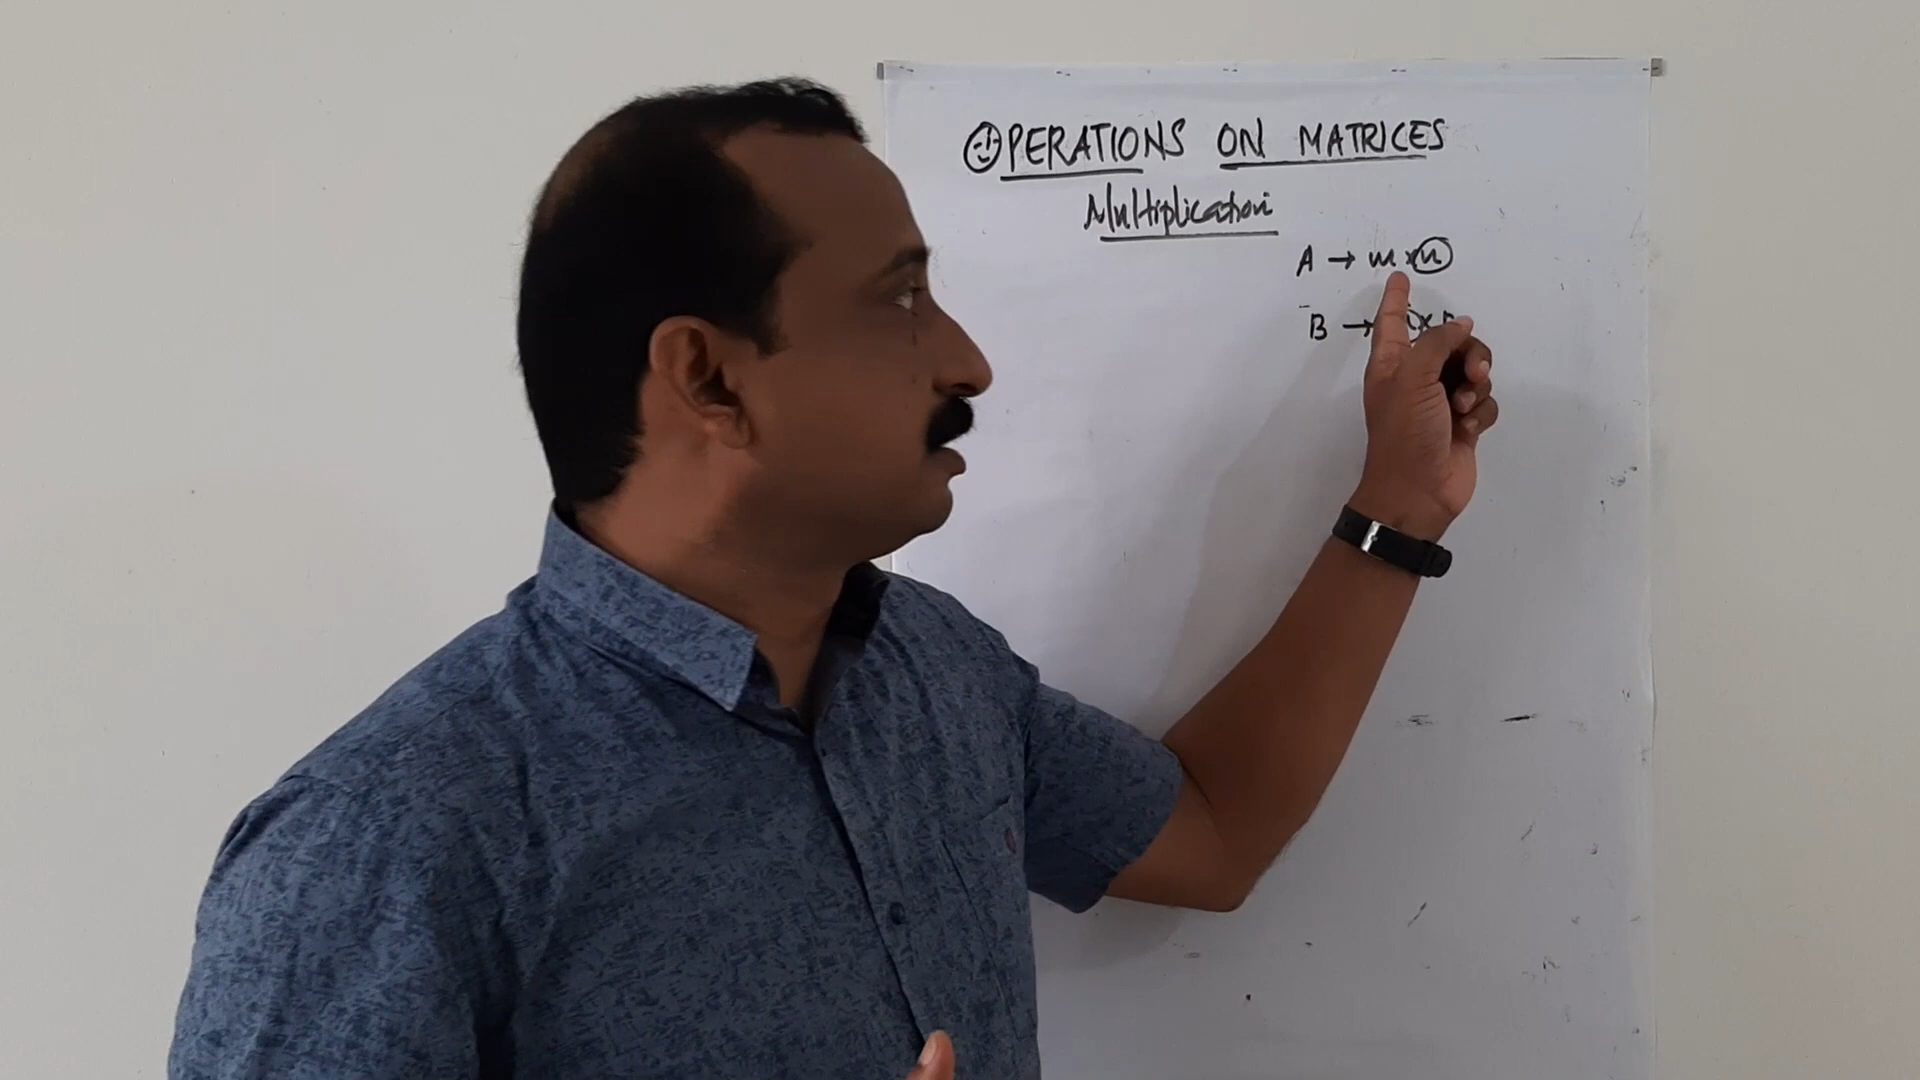 OPERATIONS ON MATRICES
Multiplication
A → m×n
B →